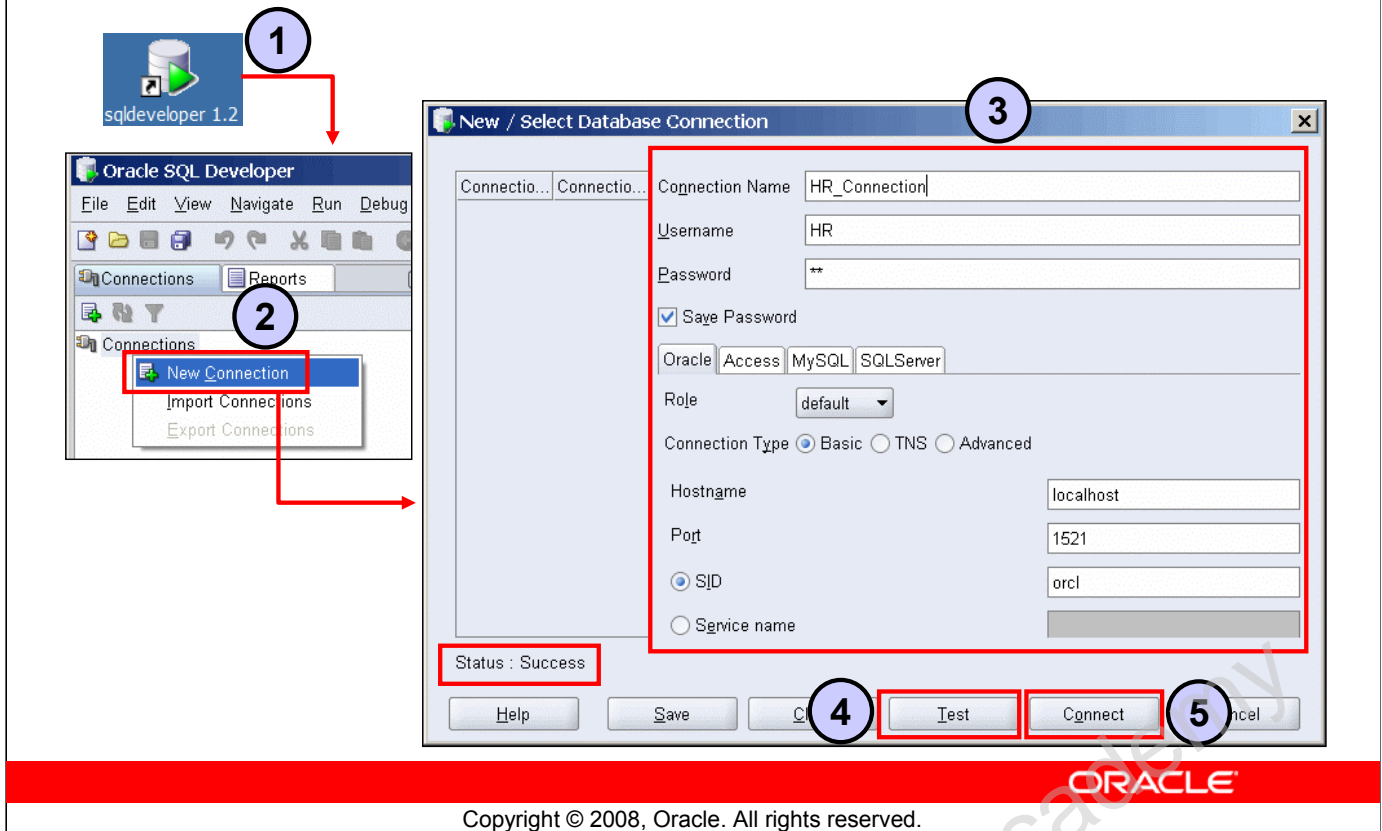 1
sqldeveloper 1.2
3
New / Select Database Connection
Oracle SQL Developer
File Edit View Navigate Run Debug
Connections Reports
2
Connections
New Connection
Import Connections
Export Connections
Connectio... Connectio...
Connection Name HR_Connection
Username HR
Password **
Save Password
Oracle Access MySQL SQLServer
Role default
Connection Type Basic TNS Advanced
Hostname localhost
Port 1521
SID orcl
Service name
Status : Success
Help Save 4 Test Connect 5 ncel
ORACLE
cademy
Copyright © 2008, Oracle. All rights reserved.